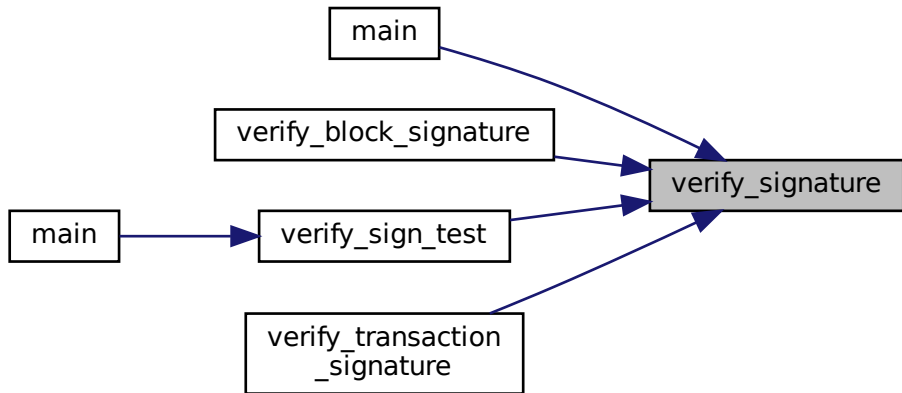 main
verify_block_signature
verify_signature
main
verify_sign_test
verify_transaction
_signature